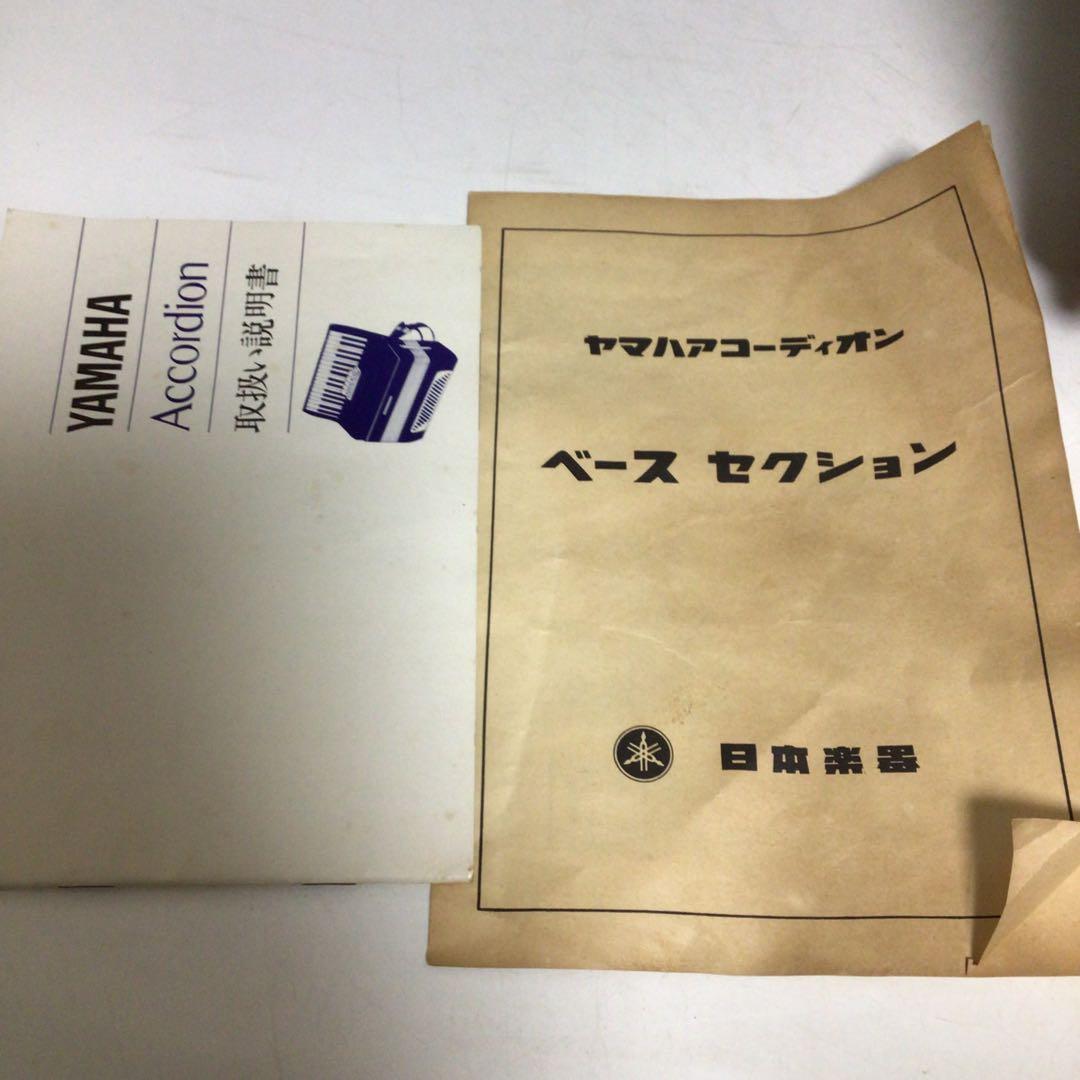 YAMAHA
Accordion
取扱い説明書
ヤマハアコーディオン
ベース セクション
日本楽器